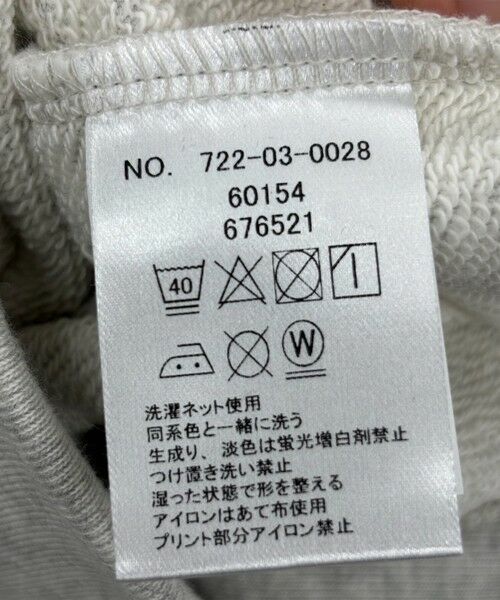 NO. 722-03-0028
60154
676521
40
W
洗濯ネット使用
同系色と一緒に洗う
生成り、淡色は蛍光増白剤禁止
つけ置き洗い禁止
湿った状態で形を整える
アイロンはあて布使用
プリント部分アイロン禁止